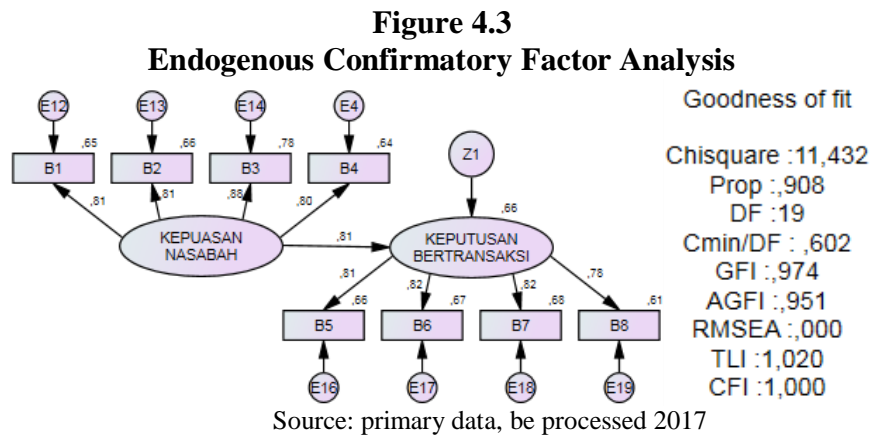 Figure 4.3
Endogenous Confirmatory Factor Analysis
E12 E13 E14 E4
,65 ,66 ,78 ,64
B1 B2 B3 B4
,81 ,81 ,88 ,80
Z1
KEPUASAN
NASABAH
,81
,66
KEPUTUSAN
BERTRANSAKSI
,81 ,82 ,82 ,78
,66 ,67 ,68 ,61
B5 B6 B7 B8
E16 E17 E18 E19
Goodness of fit
Chisquare :11,432
Prop :,908
DF :19
Cmin/DF : ,602
GFI :,974
AGFI :,951
RMSEA :,000
TLI :1,020
CFI :1,000
Source: primary data, be processed 2017